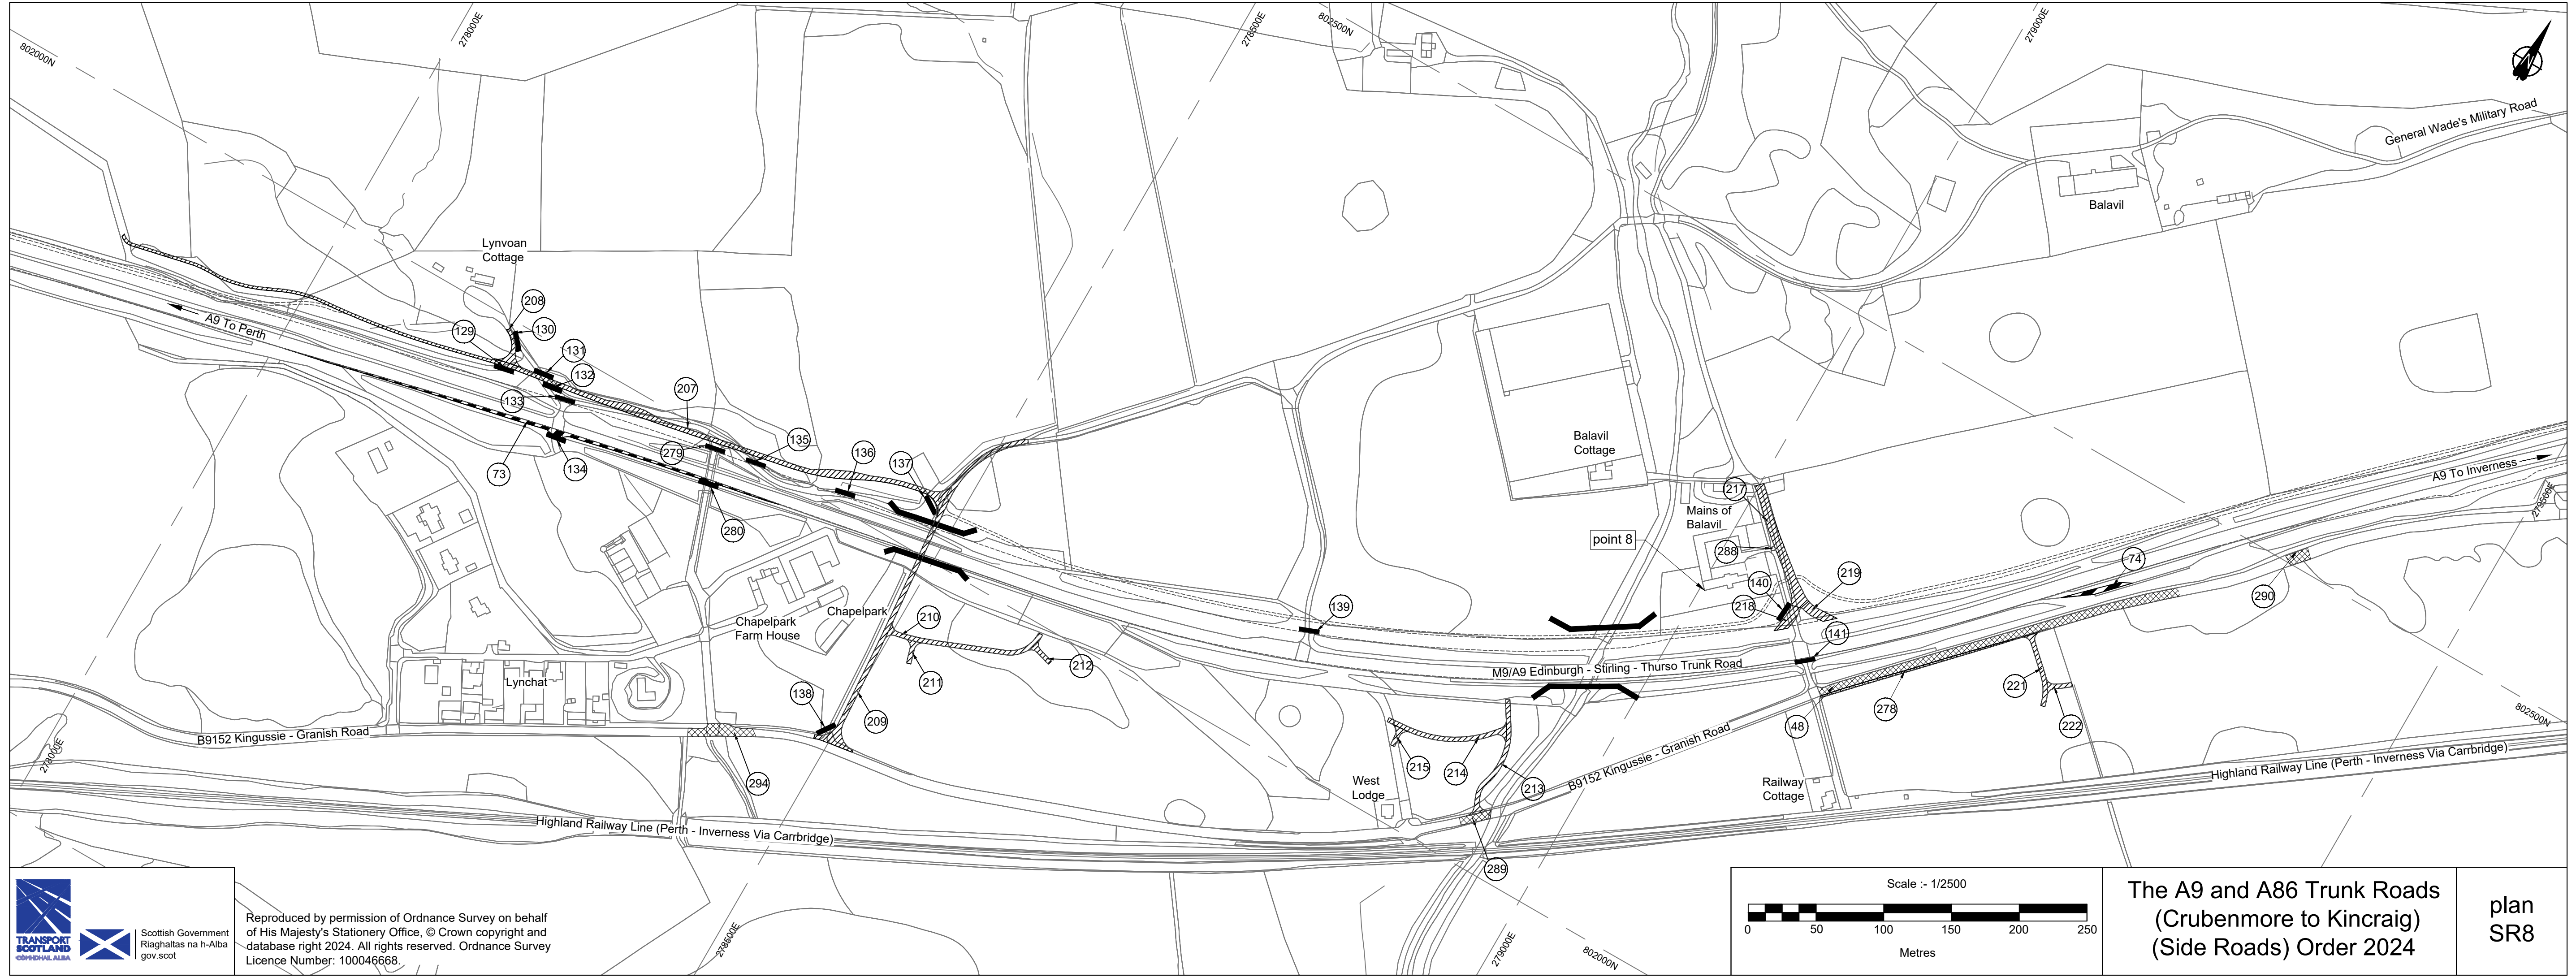 802000N
278000E
278500E
802500N
279000E
General Wade's Military Road
Balavil
Lynvoan
Cottage
208
129
130
131
132
133
A9 To Perth
207
73
134
279
135
136
137
280
Balavil
Cottage
217
Mains of
Balavil
point 8
288
140
218
219
A9 To Inverness
279500E
74
290
139
141
M9/A9 Edinburgh - Stirling - Thurso Trunk Road
Chapelpark
Chapelpark
Farm House
210
211
212
138
209
Lynchat
B9152 Kingussie - Granish Road
278000E
294
215
214
213
West
Lodge
B9152 Kingussie - Granish Road
48
278
221
222
802500N
Railway
Cottage
Highland Railway Line (Perth - Inverness Via Carrbridge)
Highland Railway Line (Perth - Inverness Via Carrbridge)
289
278500E
279000E
802000N
TRANSPORT
SCOTLAND
CÒMHDHAIL ALBA
Scottish Government
Riaghaltas na h-Alba
gov.scot
Reproduced by permission of Ordnance Survey on behalf
of His Majesty's Stationery Office, © Crown copyright and
database right 2024. All rights reserved. Ordnance Survey
Licence Number: 100046668.
Scale :- 1/2500
0 50 100 150 200 250
Metres
The A9 and A86 Trunk Roads
(Crubenmore to Kincraig)
(Side Roads) Order 2024
plan
SR8